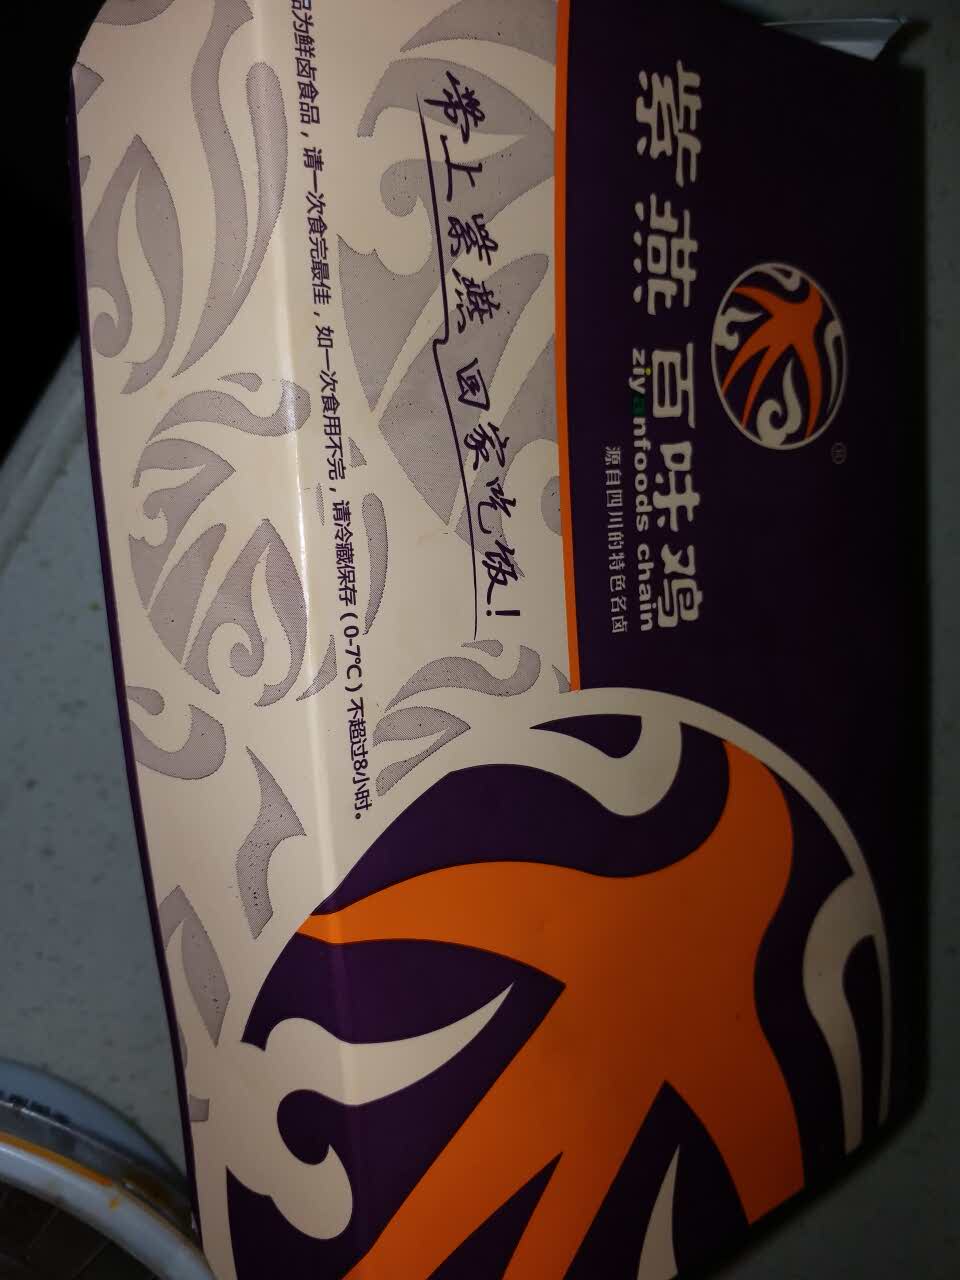 紫燕百味鸡
ziyanfoods chain
源自四川的特色名卤
®
带上紫燕回家吃饭!
品为鲜卤食品，请一次食完最佳，如一次食用不完，请冷藏保存(0-7℃)不超过8小时。